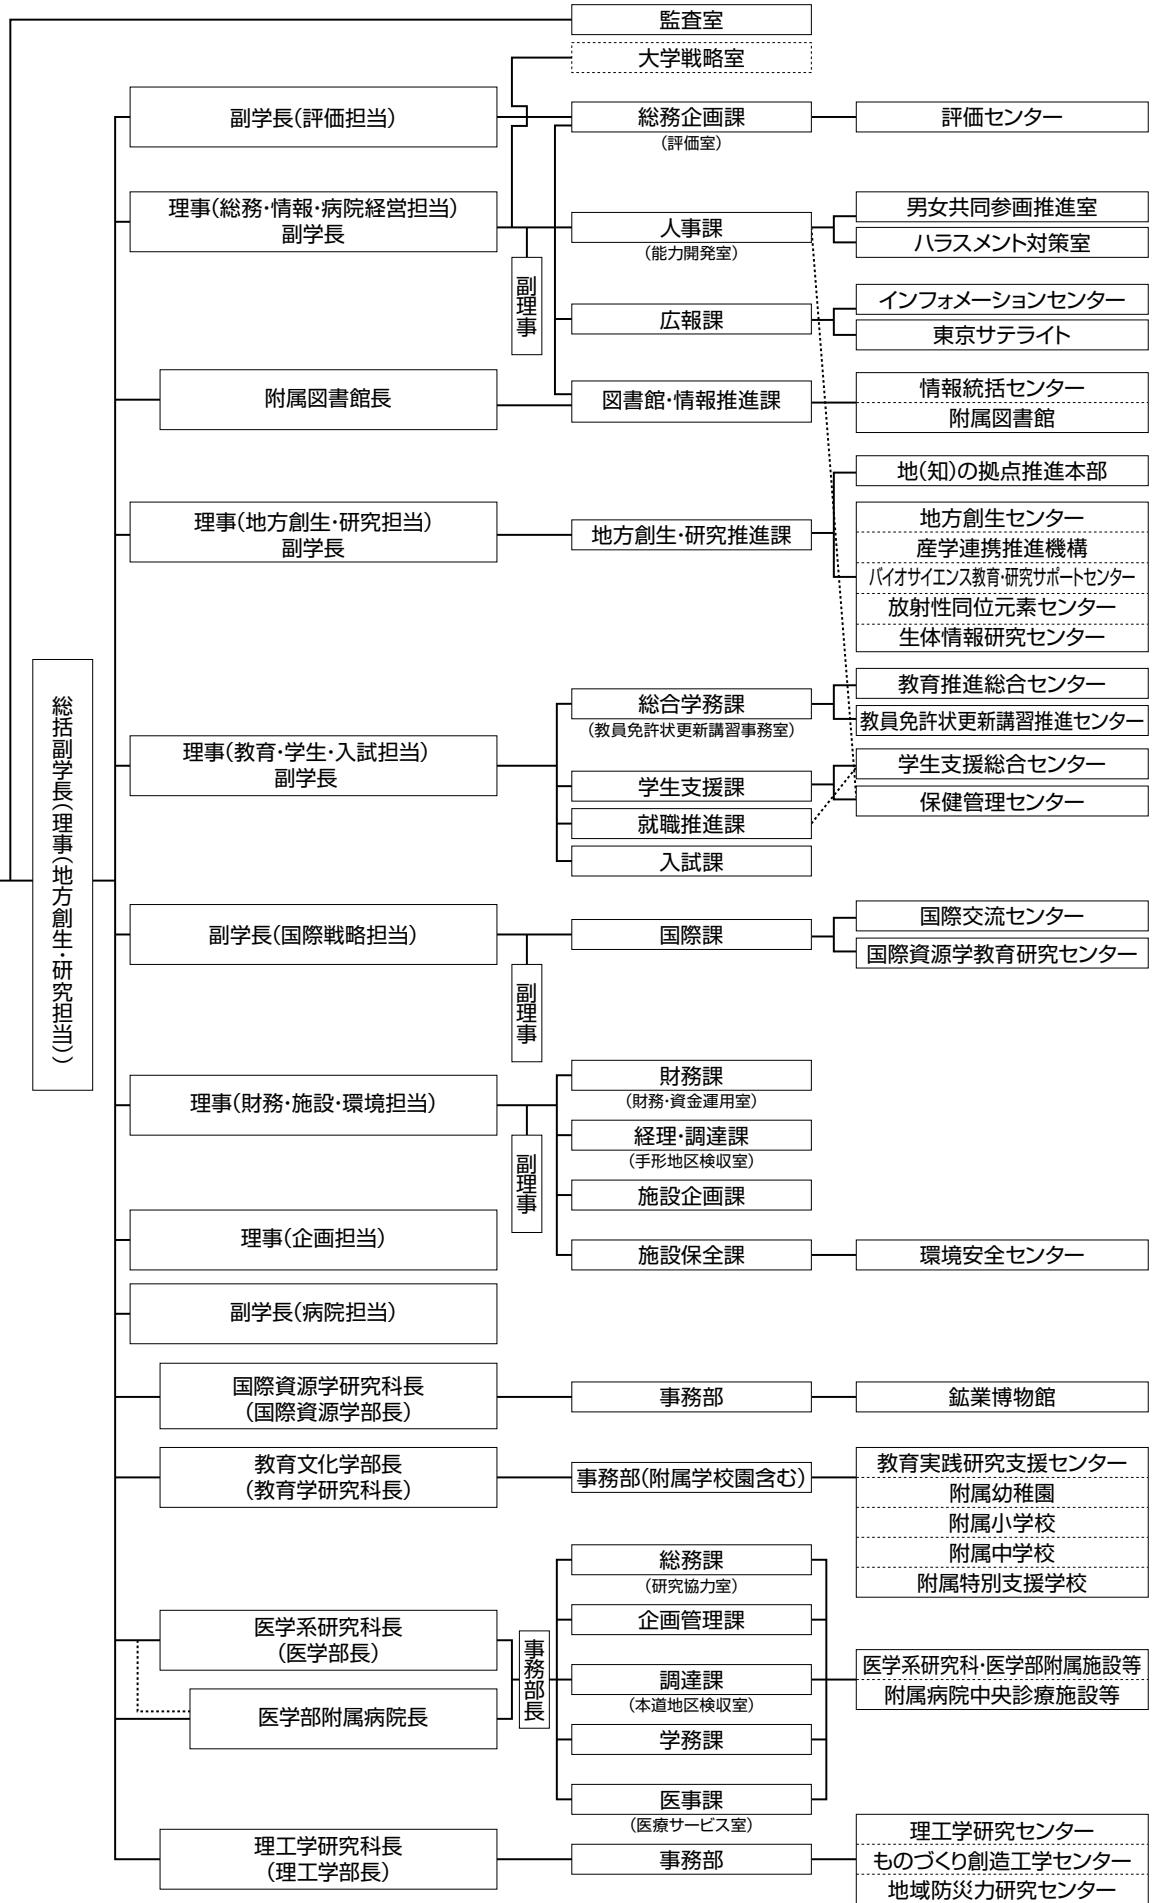 監査室
大学戦略室
副学長(評価担当)
総務企画課
(評価室)
評価センター
理事(総務・情報・病院経営担当)
副学長
副理事
人事課
(能力開発室)
男女共同参画推進室
ハラスメント対策室
広報課
インフォメーションセンター
東京サテライト
附属図書館長
図書館・情報推進課
情報統括センター
附属図書館
理事(地方創生・研究担当)
副学長
地方創生・研究推進課
地(知)の拠点推進本部
地方創生センター
産学連携推進機構
バイオサイエンス教育・研究サポートセンター
放射性同位元素センター
生体情報研究センター
総括副学長(理事(地方創生・研究担当))
理事(教育・学生・入試担当)
副学長
総合学務課
(教員免許状更新講習事務室)
教育推進総合センター
教員免許状更新講習推進センター
学生支援課
学生支援総合センター
保健管理センター
就職推進課
入試課
副学長(国際戦略担当)
副理事
国際課
国際交流センター
国際資源学教育研究センター
理事(財務・施設・環境担当)
副理事
財務課
(財務・資金運用室)
経理・調達課
(手形地区検収室)
施設企画課
施設保全課
環境安全センター
理事(企画担当)
副学長(病院担当)
国際資源学研究科長
(国際資源学部長)
事務部
鉱業博物館
教育文化学部長
(教育学研究科長)
事務部(附属学校園含む)
教育実践研究支援センター
附属幼稚園
附属小学校
附属中学校
附属特別支援学校
医学系研究科長
(医学部長)
医学部附属病院長
事務部長
総務課
(研究協力室)
企画管理課
調達課
(本道地区検収室)
学務課
医事課
(医療サービス室)
医学系研究科・医学部附属施設等
附属病院中央診療施設等
理工学研究科長
(理工学部長)
事務部
理工学研究センター
ものづくり創造工学センター
地域防災力研究センター